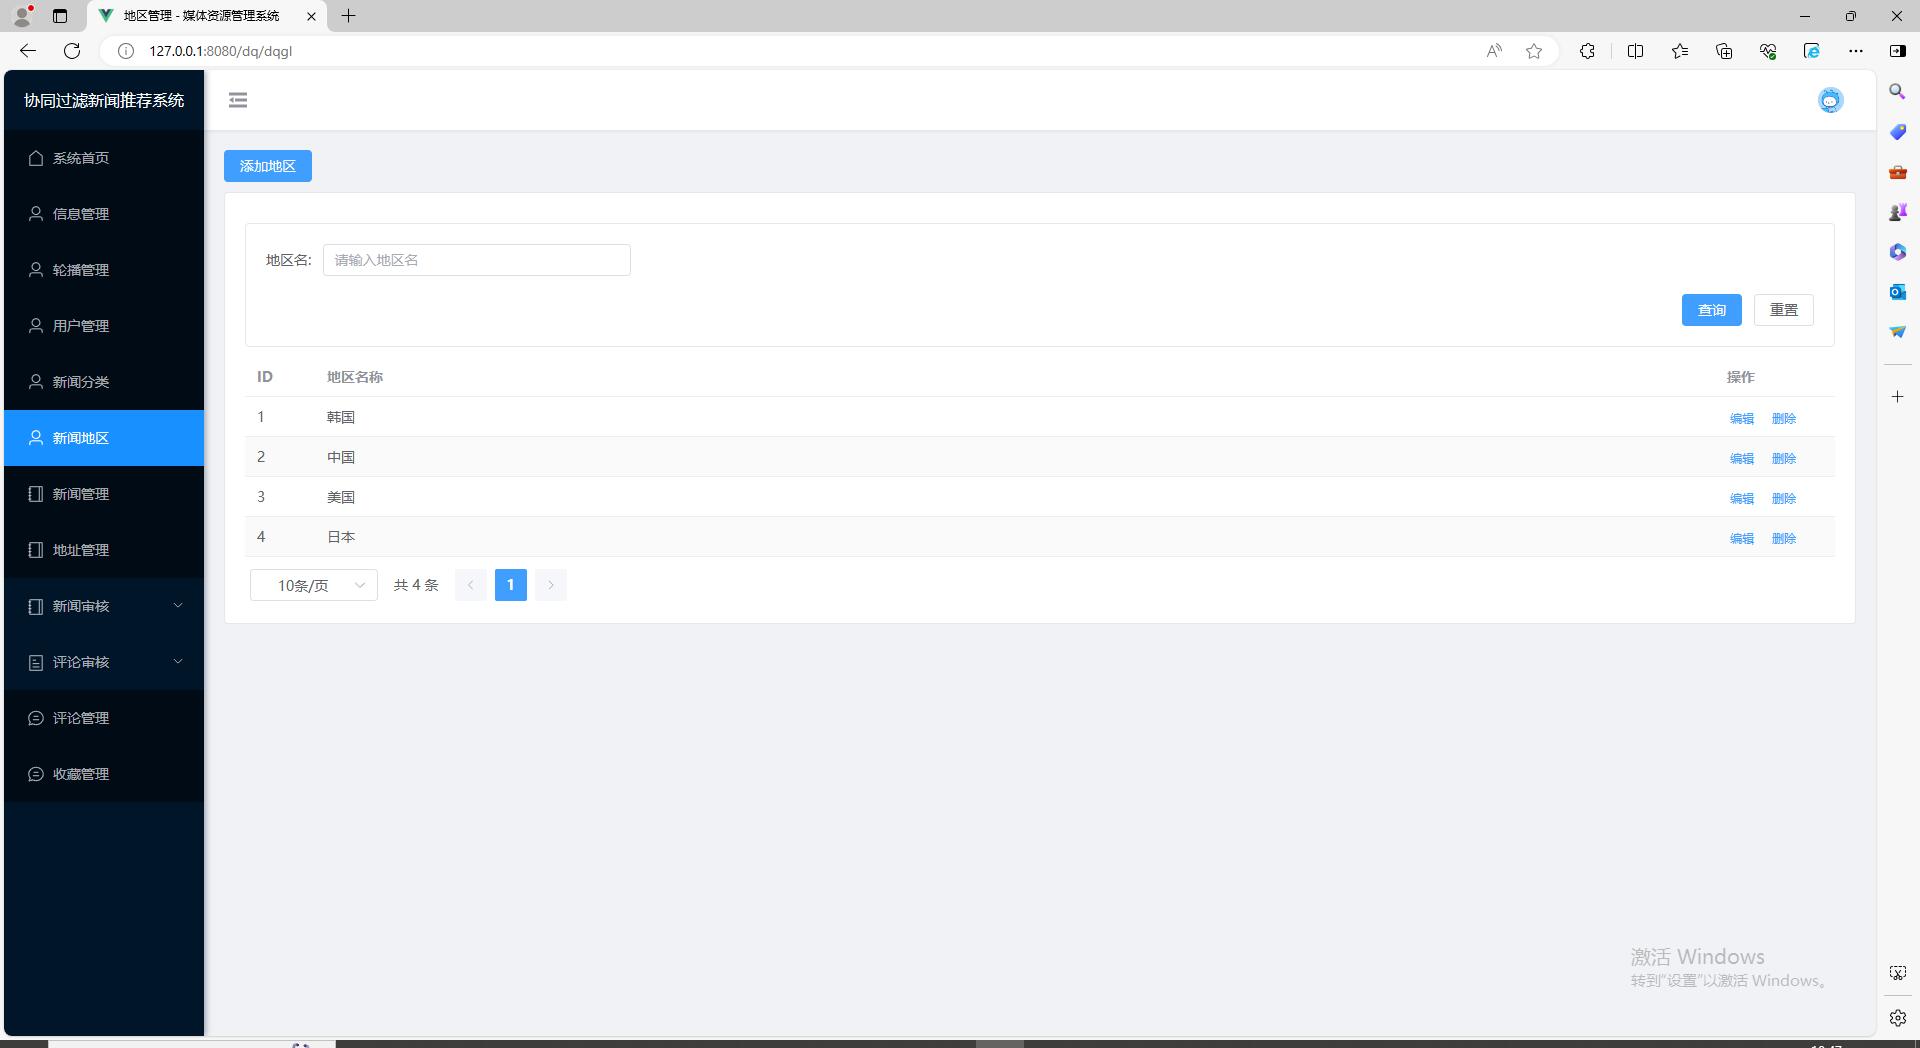 地区管理 - 媒体资源管理系统
127.0.0.1:8080/dq/dqgl
协同过滤新闻推荐系统
系统首页
信息管理
轮播管理
用户管理
新闻分类
新闻地区
新闻管理
地址管理
新闻审核
评论审核
评论管理
收藏管理
添加地区
地区名: 请输入地区名
查询 重置
ID 地区名称 操作
1 韩国 编辑 删除
2 中国 编辑 删除
3 美国 编辑 删除
4 日本 编辑 删除
10条/页 共 4 条 1
激活 Windows
转到"设置"以激活 Windows。